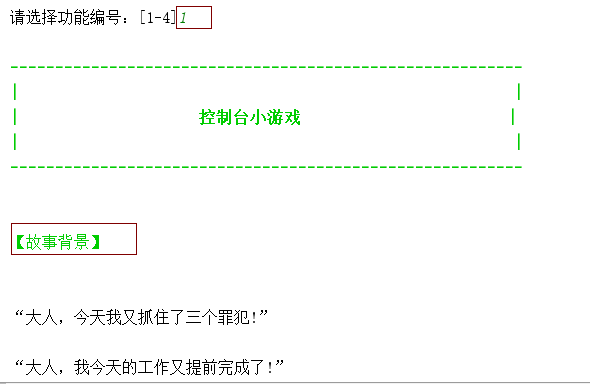 请选择功能编号：[1-4]1
---------------------------------------------------------
|                                                       |
|                    控制台小游戏                       |
|                                                       |
---------------------------------------------------------
【故事背景】
“大人，今天我又抓住了三个罪犯!”
“大人，我今天的工作又提前完成了!”